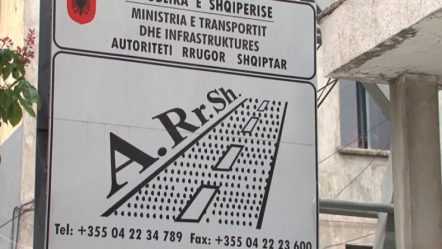 E SHQIPERISE
MINISTRIA E TRANSPORTIT
DHE INFRASTRUKTURES
AUTORITETI RRUGOR SHQIPTAR
A.Rr.Sh.
Tel: +355 04 22 34 789 Fax: +355 04 22 23 600